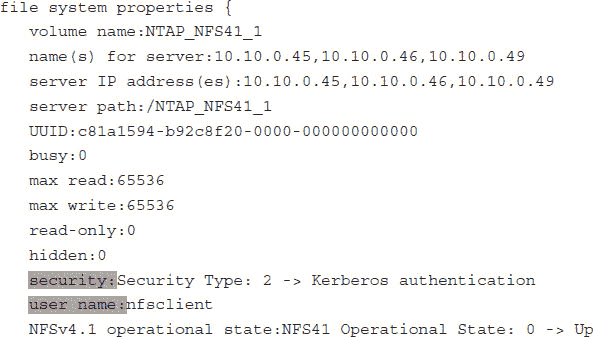 file system properties {
volume name:NTAP_NFS41_1
name(s) for server:10.10.0.45,10.10.0.46,10.10.0.49
server IP address(es):10.10.0.45,10.10.0.46,10.10.0.49
server path:/NTAP_NFS41_1
UUID:c81a1594-b92c8f20-0000-000000000000
busy:0
max read:65536
max write:65536
read-only:0
hidden:0
security:Security Type: 2 -> Kerberos authentication
user name:nfsclient
NFSv4.1 operational state:NFS41 Operational State: 0 -> Up